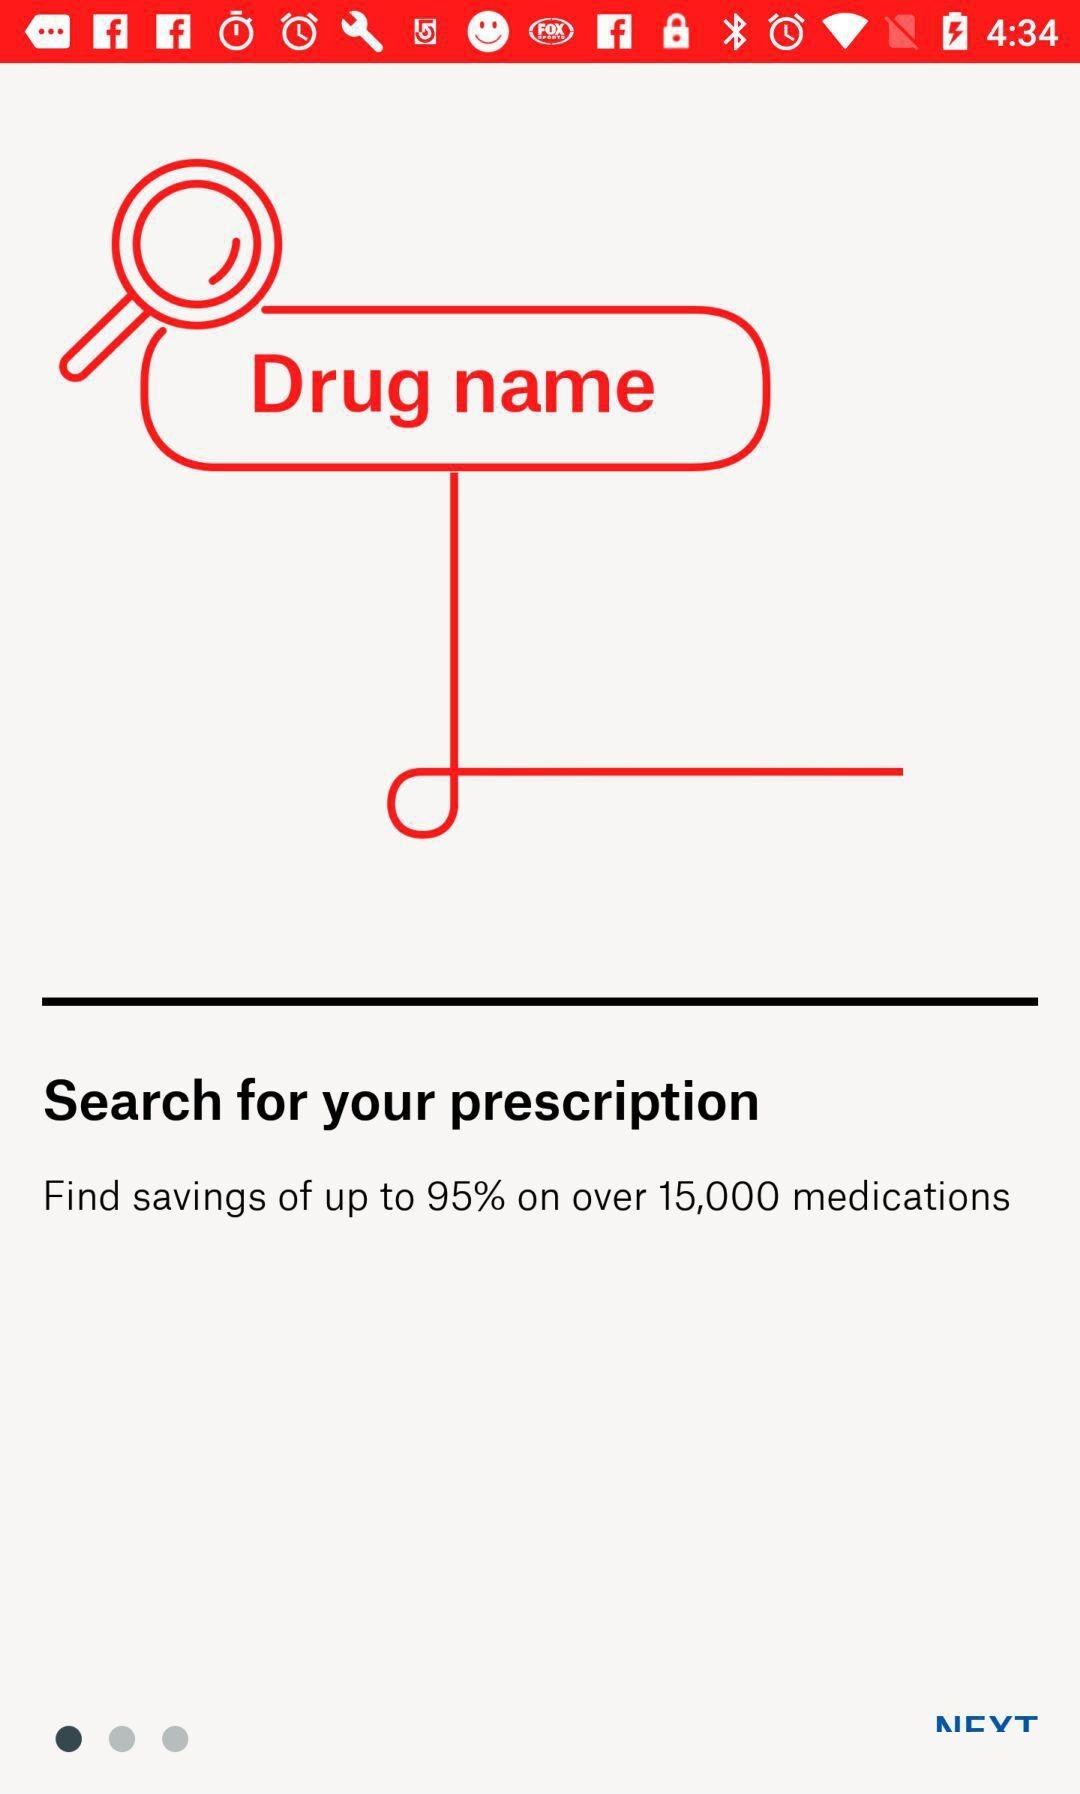 4:34
Drug name
Search for your prescription
Find savings of up to 95% on over 15,000 medications
NEXT